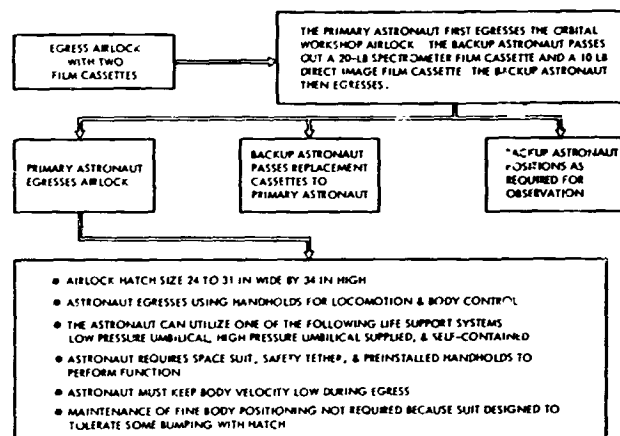 EGRESS AIRLOCK
WITH TWO
FILM CASSETTES
THE PRIMARY ASTRONAUT FIRST EGRESSES THE ORBITAL
WORKSHOP AIRLOCK THE BACKUP ASTRONAUT PASSES
OUT A 20-LB SPECTROMETER FILM CASSETTE AND A 10 LB
DIRECT IMAGE FILM CASSETTE THE BACKUP ASTRONAUT
THEN EGRESSES.
PRIMARY ASTRONAUT
EGRESSES AIRLOCK
BACKUP ASTRONAUT
PASSES REPLACEMENT
CASSETTES TO
PRIMARY ASTRONAUT
BACKUP ASTRONAUT
POSITIONS AS
REQUIRED FOR
OBSERVATION
• AIRLOCK HATCH SIZE 24 TO 31 IN WIDE BY 34 IN HIGH
• ASTRONAUT EGRESSES USING HANDHOLDS FOR LOCOMOTION & BODY CONTROL
• THE ASTRONAUT CAN UTILIZE ONE OF THE FOLLOWING LIFE SUPPORT SYSTEMS
LOW PRESSURE UMBILICAL, HIGH PRESSURE UMBILICAL SUPPLIED, & SELF-CONTAINED
• ASTRONAUT REQUIRES SPACE SUIT, SAFETY TETHER, & PREINSTALLED HANDHOLDS TO
PERFORM FUNCTION
• ASTRONAUT MUST KEEP BODY VELOCITY LOW DURING EGRESS
• MAINTENANCE OF FINE BODY POSITIONING NOT REQUIRED BECAUSE SUIT DESIGNED TO
TOLERATE SOME BUMPING WITH HATCH